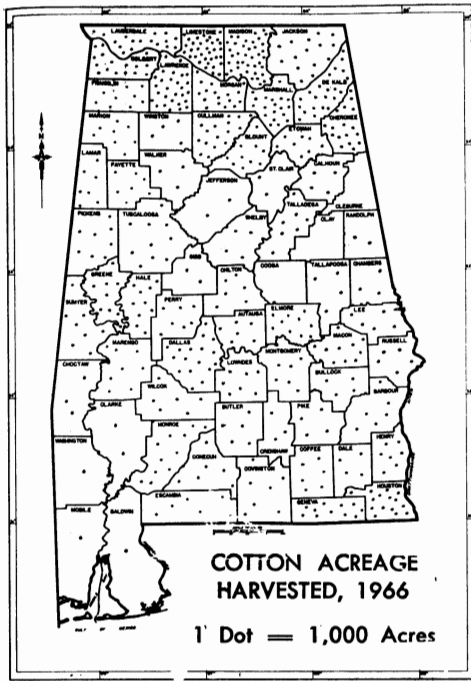 LAUDERDALE
LIMESTONE
MADISON
JACKSON
COLBERT
LAWRENCE
FRANKLIN
MORGAN
MARSHALL
DE KALB
MARION
WINSTON
CULLMAN
CHEROKEE
BLOUNT
ETOWAH
LAMAR
WALKER
FAYETTE
JEFFERSON
ST. CLAIR
CALHOUN
TALLADEGA
CLEBURNE
PICKENS
TUSCALOOSA
SHELBY
CLAY
RANDOLPH
BIBB
GREENE
HALE
CHILTON
COOSA
TALLAPOOSA
CHAMBERS
SUMTER
PERRY
AUTAUGA
ELMORE
LEE
MARENGO
DALLAS
MACON
RUSSELL
CHOCTAW
LOWNDES
MONTGOMERY
BULLOCK
WILCOX
BARBOUR
CLARKE
BUTLER
PIKE
MONROE
HENRY
WASHINGTON
CONECUH
CRENSHAW
COFFEE
DALE
COVINGTON
ESCAMBIA
GENEVA
HOUSTON
MOBILE
BALDWIN
COTTON ACREAGE
HARVESTED, 1966
1 Dot = 1,000 Acres